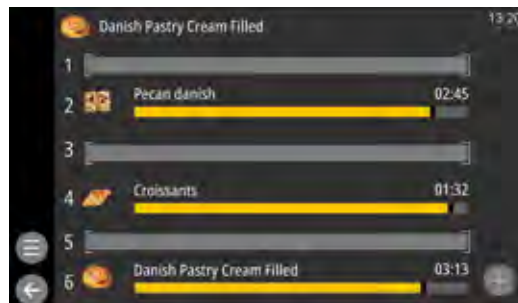 Danish Pastry Cream Filled 13:20
1
2 Pecan danish 02:45
3
4 Croissants 01:32
5
6 Danish Pastry Cream Filled 03:13